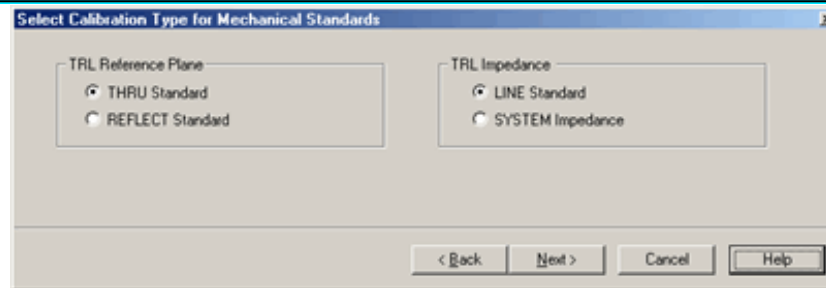 Select Calibration Type for Mechanical Standards
TRL Reference Plane
THRU Standard
REFLECT Standard
TRL Impedance
LINE Standard
SYSTEM Impedance
< Back Next > Cancel Help